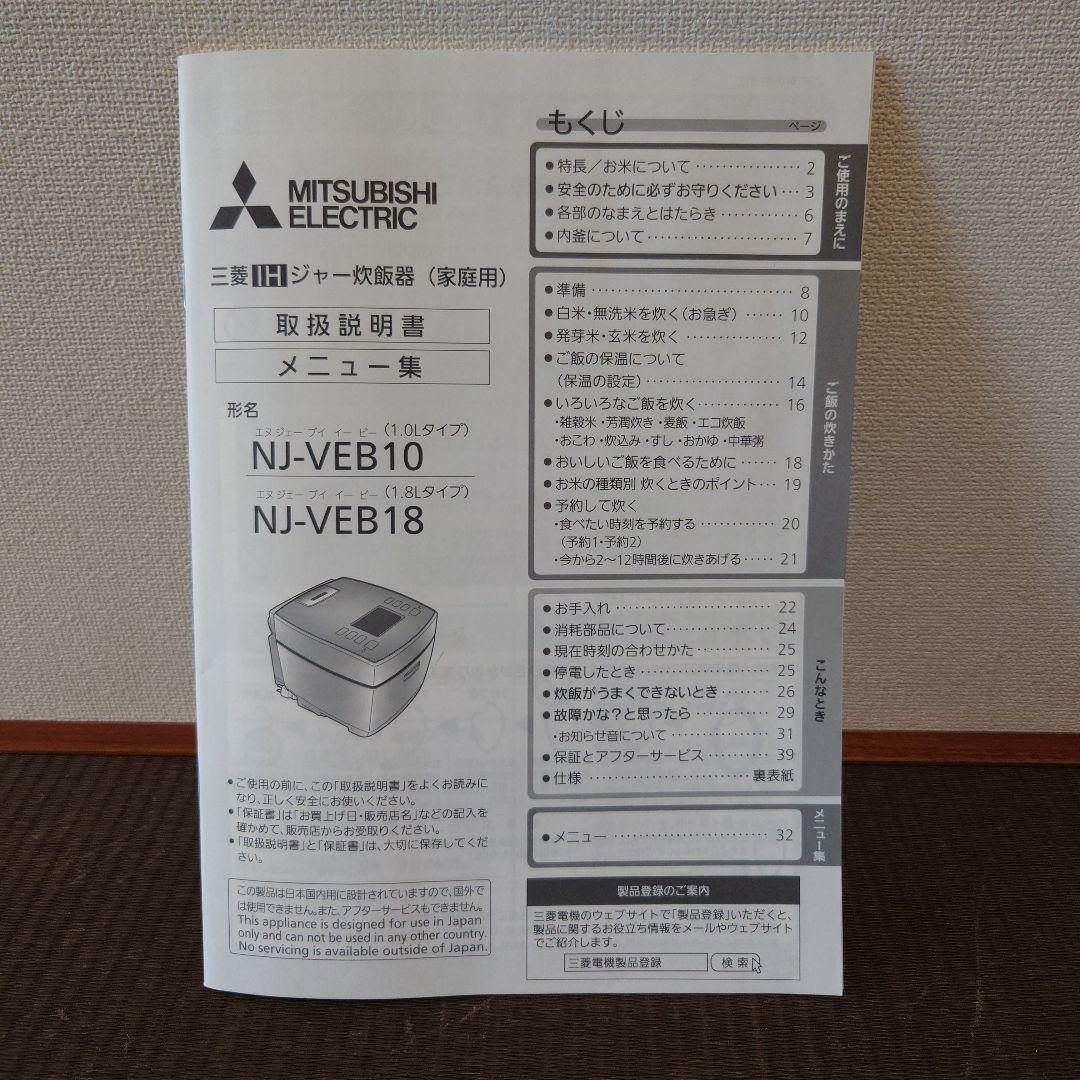 MITSUBISHI
ELECTRIC
三菱IHジャー炊飯器（家庭用）
取扱説明書
メニュー集
形名
エヌ ジェー ブイ イー ビー（1.0Lタイプ）
NJ-VEB10
エヌ ジェー ブイ イー ビー（1.8Lタイプ）
NJ-VEB18
●ご使用の前に、この「取扱説明書」をよくお読みに
なり、正しく安全にお使いください。
●「保証書」は「お買上げ日・販売店名」などの記入を
確かめて、販売店からお受取りください。
●「取扱説明書」と「保証書」は、大切に保存してくだ
さい。
この製品は日本国内用に設計されていますので、国外で
は使用できません。また、アフターサービスもできません。
This appliance is designed for use in Japan
only and can not be used in any other country.
No servicing is available outside of Japan.
もくじ ページ
ご使用のまえに
●特長／お米について 2
●安全のために必ずお守りください 3
●各部のなまえとはたらき 6
●内釜について 7
ご飯の炊きかた
●準備 8
●白米・無洗米を炊く（お急ぎ） 10
●発芽米・玄米を炊く 12
●ご飯の保温について
（保温の設定） 14
●いろいろなご飯を炊く 16
・雑穀米・芳潤炊き・麦飯・エコ炊飯
・おこわ・炊込み・すし・おかゆ・中華粥
●おいしいご飯を食べるために 18
●お米の種類別 炊くときのポイント 19
●予約して炊く
・食べたい時刻を予約する 20
（予約1・予約2）
・今から2～12時間後に炊きあげる 21
こんなとき
●お手入れ 22
●消耗部品について 24
●現在時刻の合わせかた 25
●停電したとき 25
●炊飯がうまくできないとき 26
●故障かな？と思ったら 29
・お知らせ音について 31
●保証とアフターサービス 39
●仕様 裏表紙
メニュー集
●メニュー 32
製品登録のご案内
三菱電機のウェブサイトで「製品登録」いただくと、
製品に関するお役立ち情報をメールやウェブサイト
でご紹介します。
三菱電機製品登録 検索